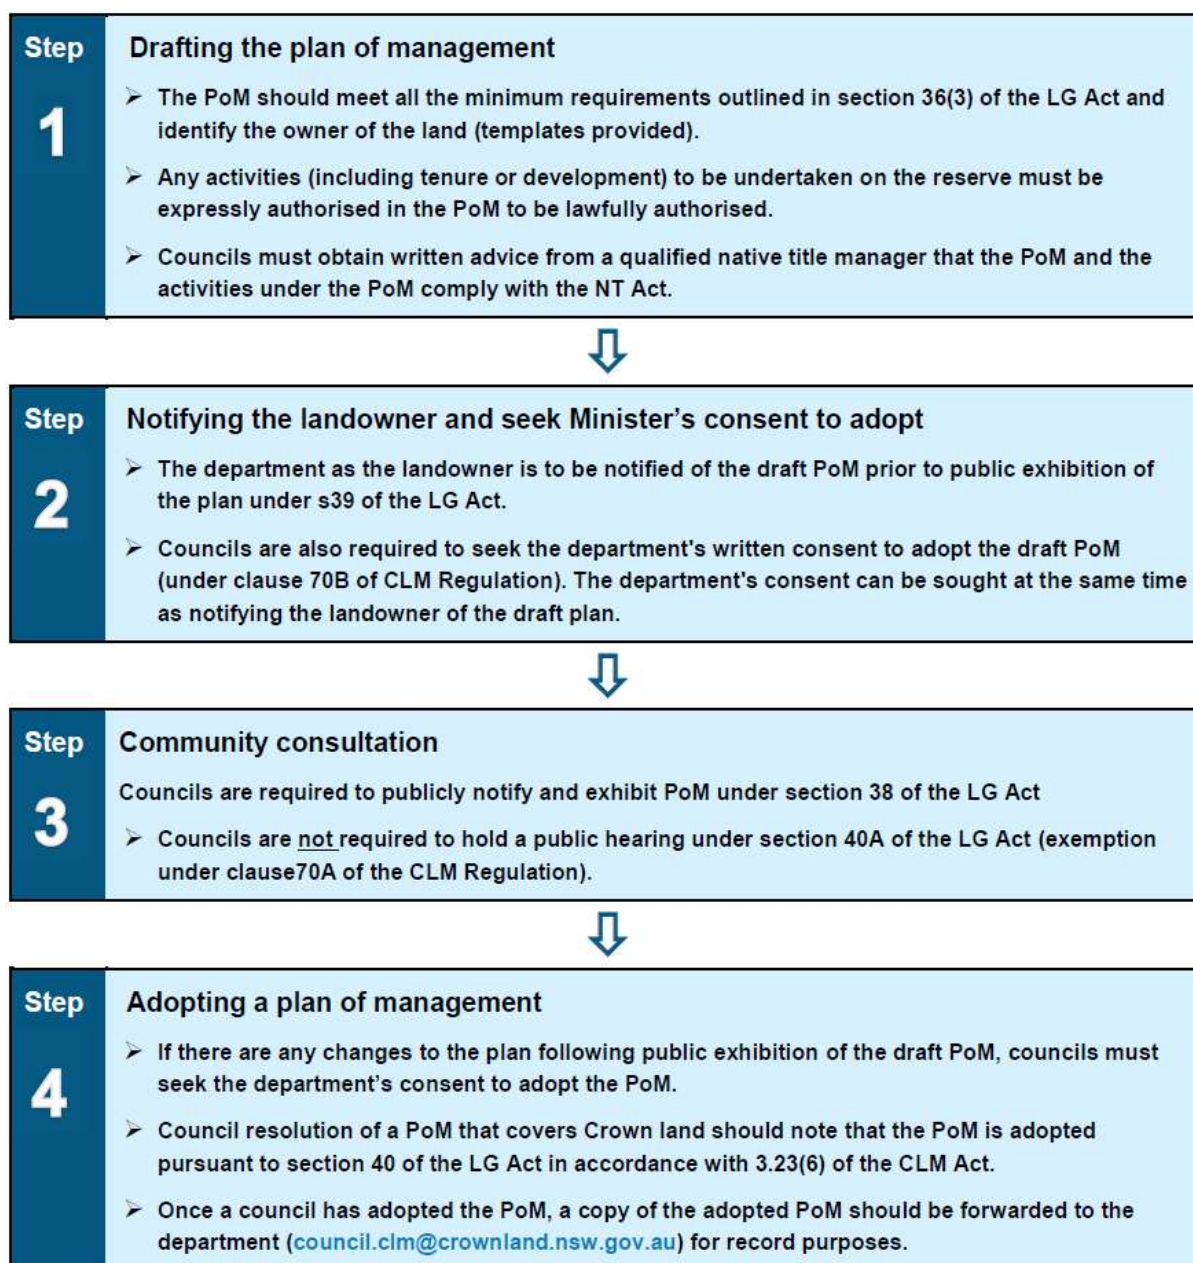 Step
1
Drafting the plan of management
➢ The PoM should meet all the minimum requirements outlined in section 36(3) of the LG Act and
identify the owner of the land (templates provided).
➢ Any activities (including tenure or development) to be undertaken on the reserve must be
expressly authorised in the PoM to be lawfully authorised.
➢ Councils must obtain written advice from a qualified native title manager that the PoM and the
activities under the PoM comply with the NT Act.
Step
2
Notifying the landowner and seek Minister's consent to adopt
➢ The department as the landowner is to be notified of the draft PoM prior to public exhibition of
the plan under s39 of the LG Act.
➢ Councils are also required to seek the department's written consent to adopt the draft PoM
(under clause 70B of CLM Regulation). The department's consent can be sought at the same time
as notifying the landowner of the draft plan.
Step
3
Community consultation
Councils are required to publicly notify and exhibit PoM under section 38 of the LG Act
➢ Councils are not required to hold a public hearing under section 40A of the LG Act (exemption
under clause70A of the CLM Regulation).
Step
4
Adopting a plan of management
➢ If there are any changes to the plan following public exhibition of the draft PoM, councils must
seek the department's consent to adopt the PoM.
➢ Council resolution of a PoM that covers Crown land should note that the PoM is adopted
pursuant to section 40 of the LG Act in accordance with 3.23(6) of the CLM Act.
➢ Once a council has adopted the PoM, a copy of the adopted PoM should be forwarded to the
department (council.clm@crownland.nsw.gov.au) for record purposes.